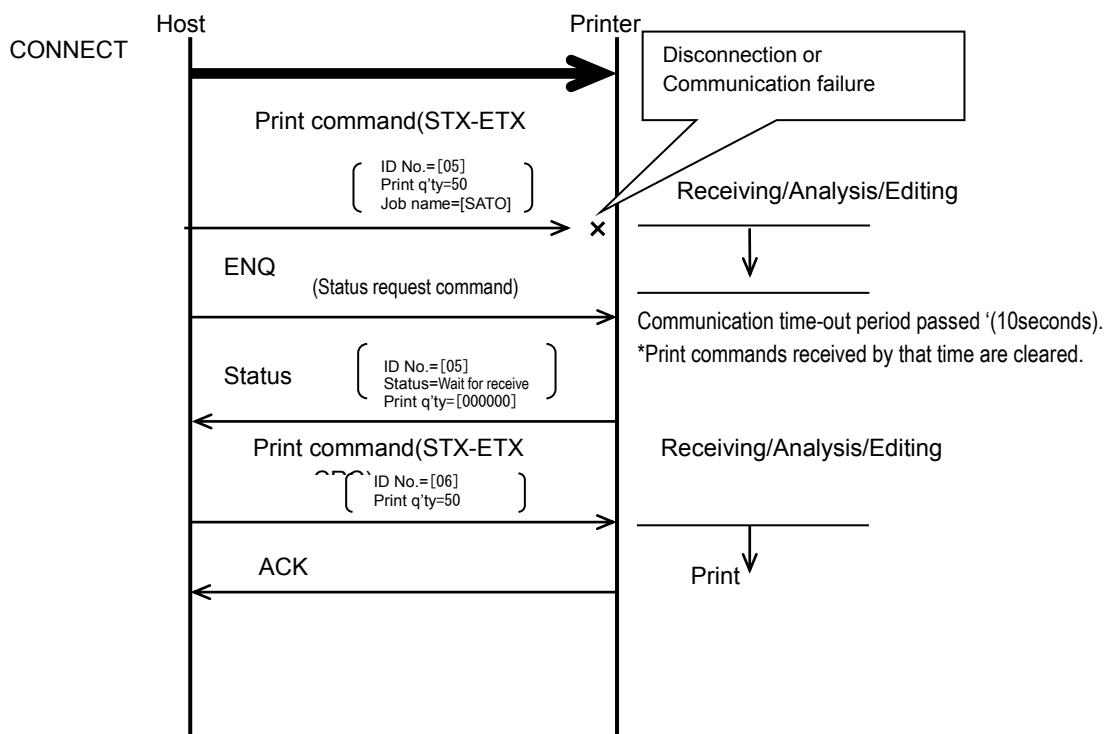 Host
Printer
CONNECT
Disconnection or
Communication failure
Print command(STX-ETX
ID No.=[05]
Print q'ty=50
Job name=[SATO]
Receiving/Analysis/Editing
×
ENQ
(Status request command)
Communication time-out period passed ‘(10seconds).
*Print commands received by that time are cleared.
Status
ID No.=[05]
Status=Wait for receive
Print q'ty=[000000]
Print command(STX-ETX
Receiving/Analysis/Editing
ID No.=[06]
Print q'ty=50
ACK
Print